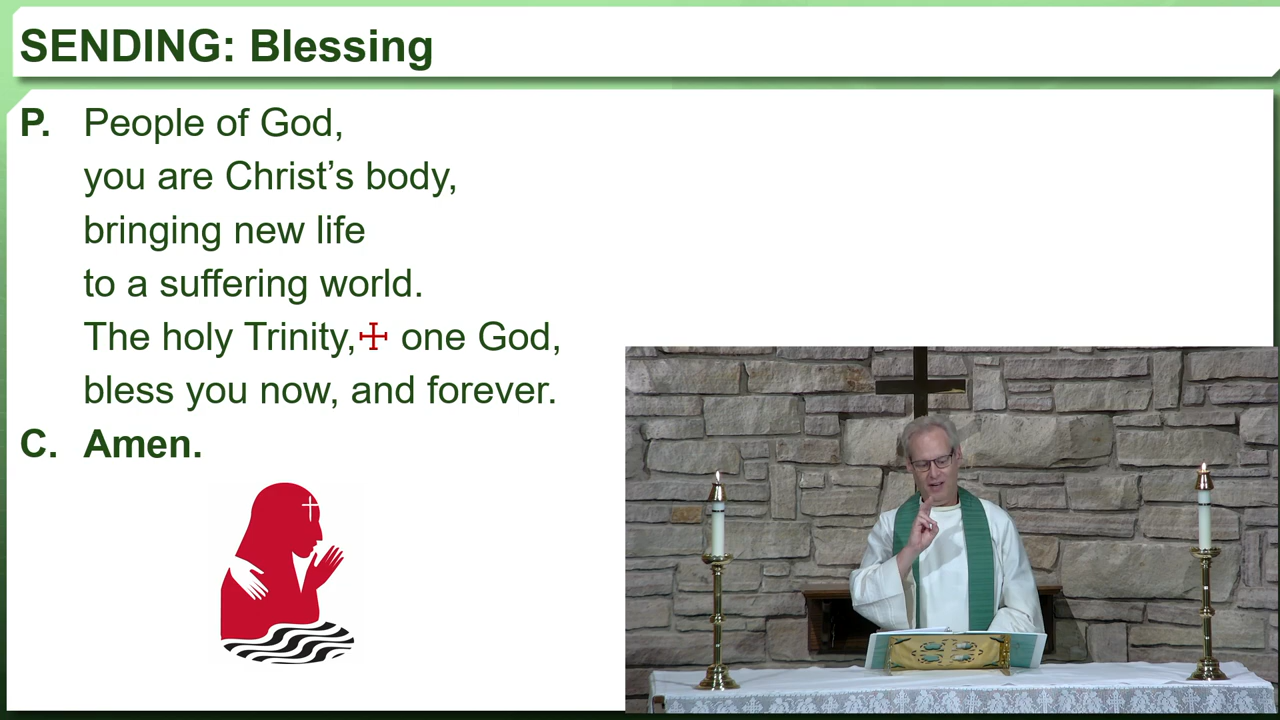 SENDING: Blessing
P. People of God,
you are Christ’s body,
bringing new life
to a suffering world.
The holy Trinity,☩ one God,
bless you now, and forever.
C. Amen.